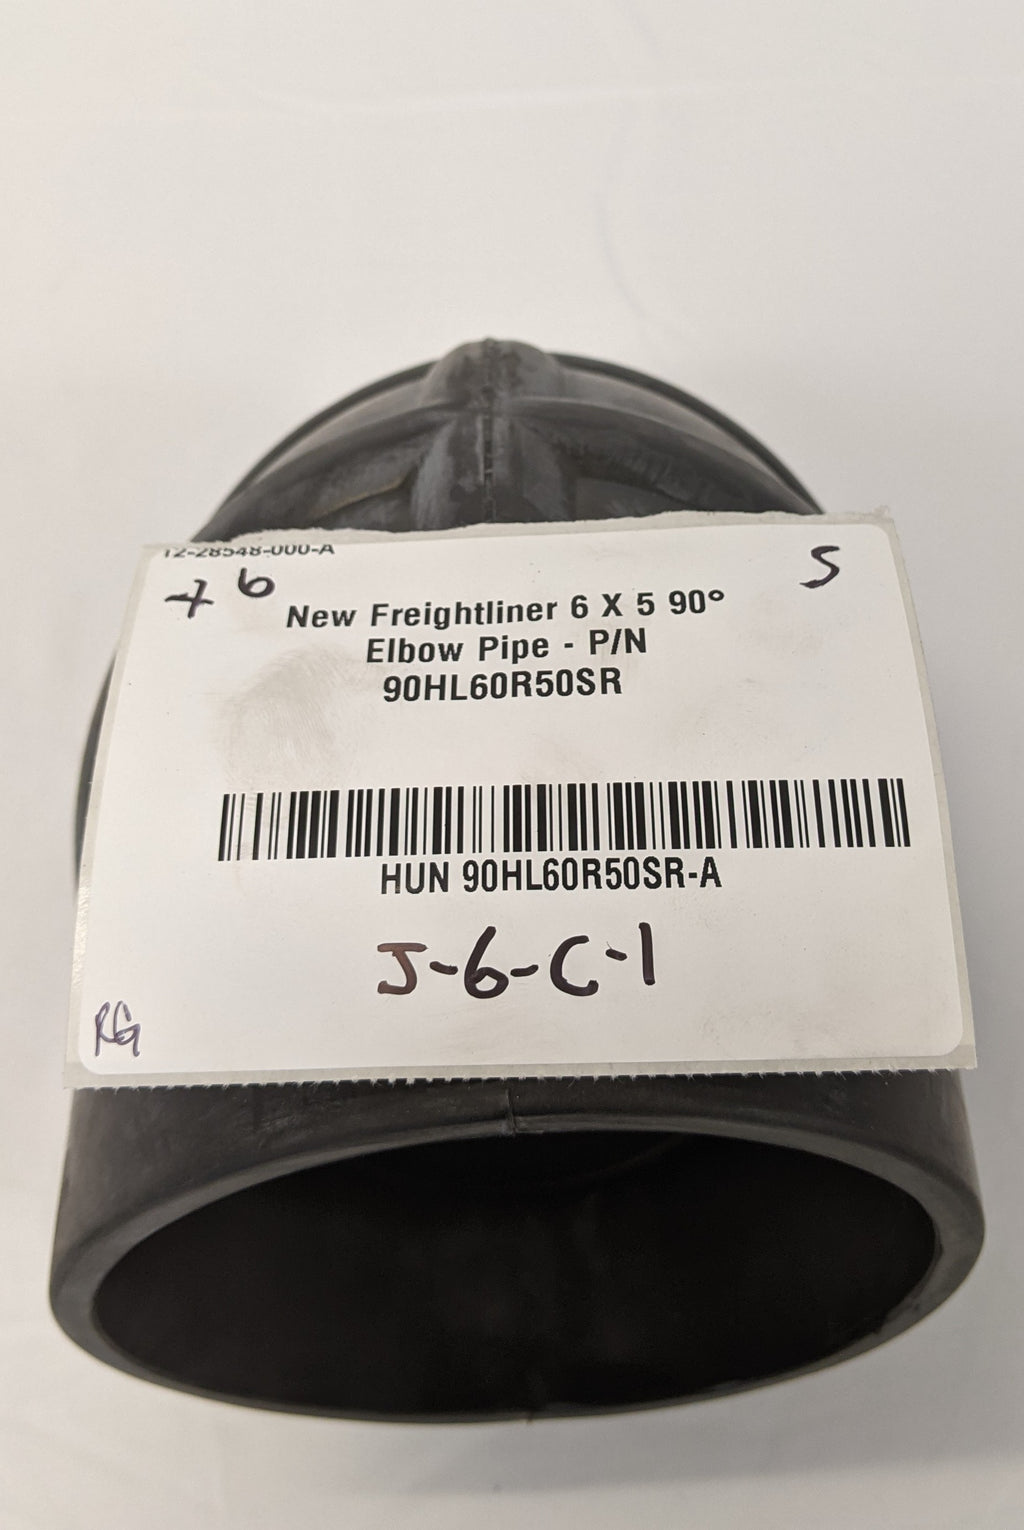 12-28548-000-A
+6 S
New Freightliner 6 X 5 90°
Elbow Pipe - P/N
90HL60R50SR
HUN 90HL60R50SR-A
J-6-C-1
RG